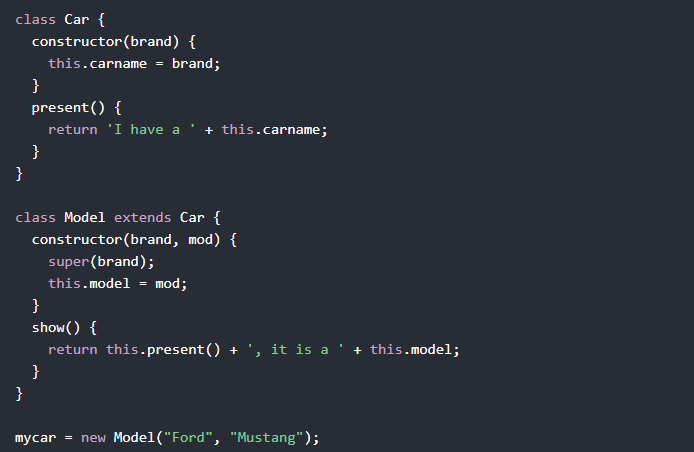 class Car {
  constructor(brand) {
    this.carname = brand;
  }
  present() {
    return 'I have a ' + this.carname;
  }
}

class Model extends Car {
  constructor(brand, mod) {
    super(brand);
    this.model = mod;
  }
  show() {
    return this.present() + ', it is a ' + this.model;
  }
}

mycar = new Model("Ford", "Mustang");